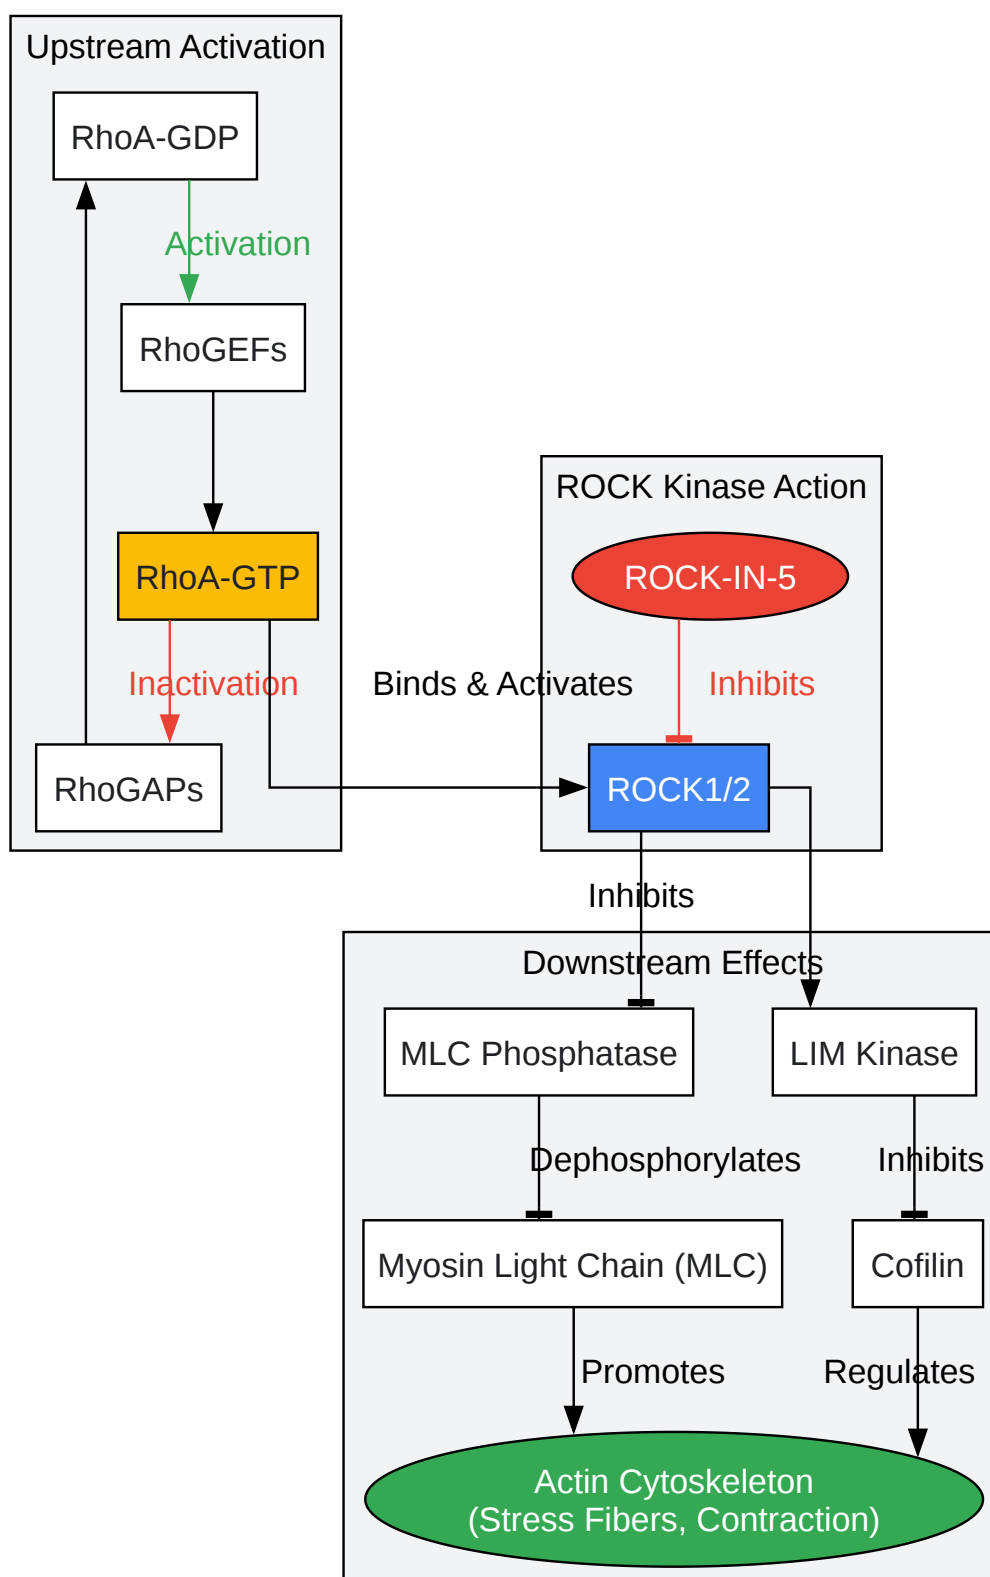 Upstream Activation
RhoA-GDP
Activation
RhoGEFs
RhoA-GTP
Inactivation
RhoGAPs
Binds & Activates
ROCK Kinase Action
ROCK-IN-5
Inhibits
ROCK1/2
Inhibits
Downstream Effects
MLC Phosphatase
LIM Kinase
Dephosphorylates
Inhibits
Myosin Light Chain (MLC)
Cofilin
Promotes
Regulates
Actin Cytoskeleton
(Stress Fibers, Contraction)